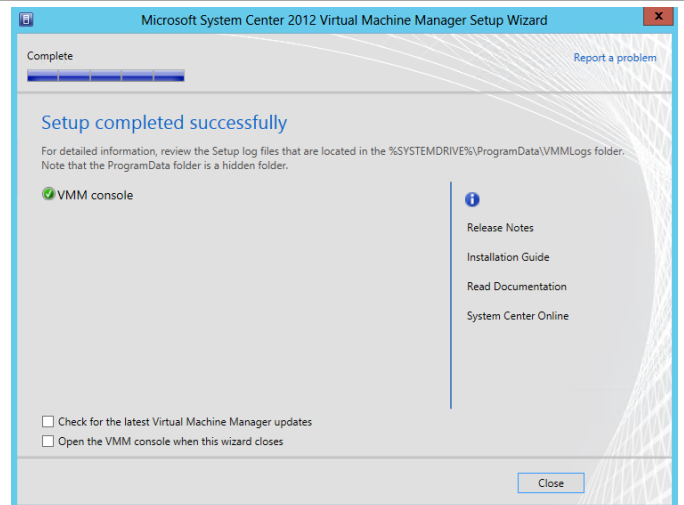 Microsoft System Center 2012 Virtual Machine Manager Setup Wizard
x
Complete
Report a problem
Setup completed successfully
For detailed information, review the Setup log files that are located in the %SYSTEMDRIVE%\ProgramData\VMMLogs folder.
Note that the ProgramData folder is a hidden folder.
VMM console
Release Notes
Installation Guide
Read Documentation
System Center Online
Check for the latest Virtual Machine Manager updates
Open the VMM console when this wizard closes
Close